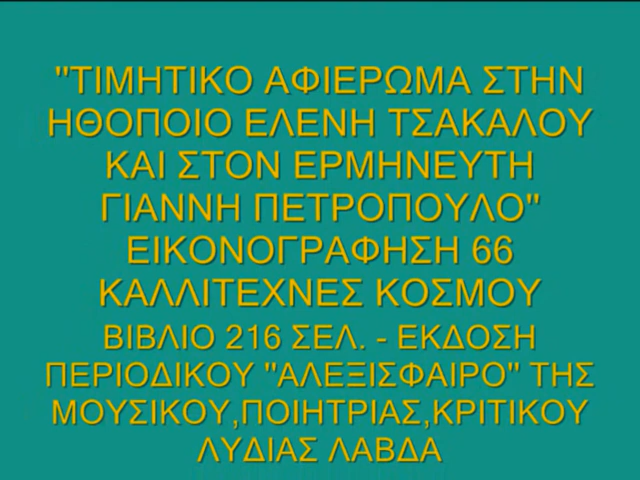 "ΤΙΜΗΤΙΚΟ ΑΦΙΕΡΩΜΑ ΣΤΗΝ
ΗΘΟΠΟΙΟ ΕΛΕΝΗ ΤΣΑΚΑΛΟΥ
ΚΑΙ ΣΤΟΝ ΕΡΜΗΝΕΥΤΗ
ΓΙΑΝΝΗ ΠΕΤΡΟΠΟΥΛΟ"
ΕΙΚΟΝΟΓΡΑΦΗΣΗ 66
ΚΑΛΛΙΤΕΧΝΕΣ ΚΟΣΜΟΥ
ΒΙΒΛΙΟ 216 ΣΕΛ. - ΕΚΔΟΣΗ
ΠΕΡΙΟΔΙΚΟΥ "ΑΛΕΞΙΣΦΑΙΡΟ" ΤΗΣ
ΜΟΥΣΙΚΟΥ,ΠΟΙΗΤΡΙΑΣ,ΚΡΙΤΙΚΟΥ
ΛΥΔΙΑΣ ΛΑΒΔΑ